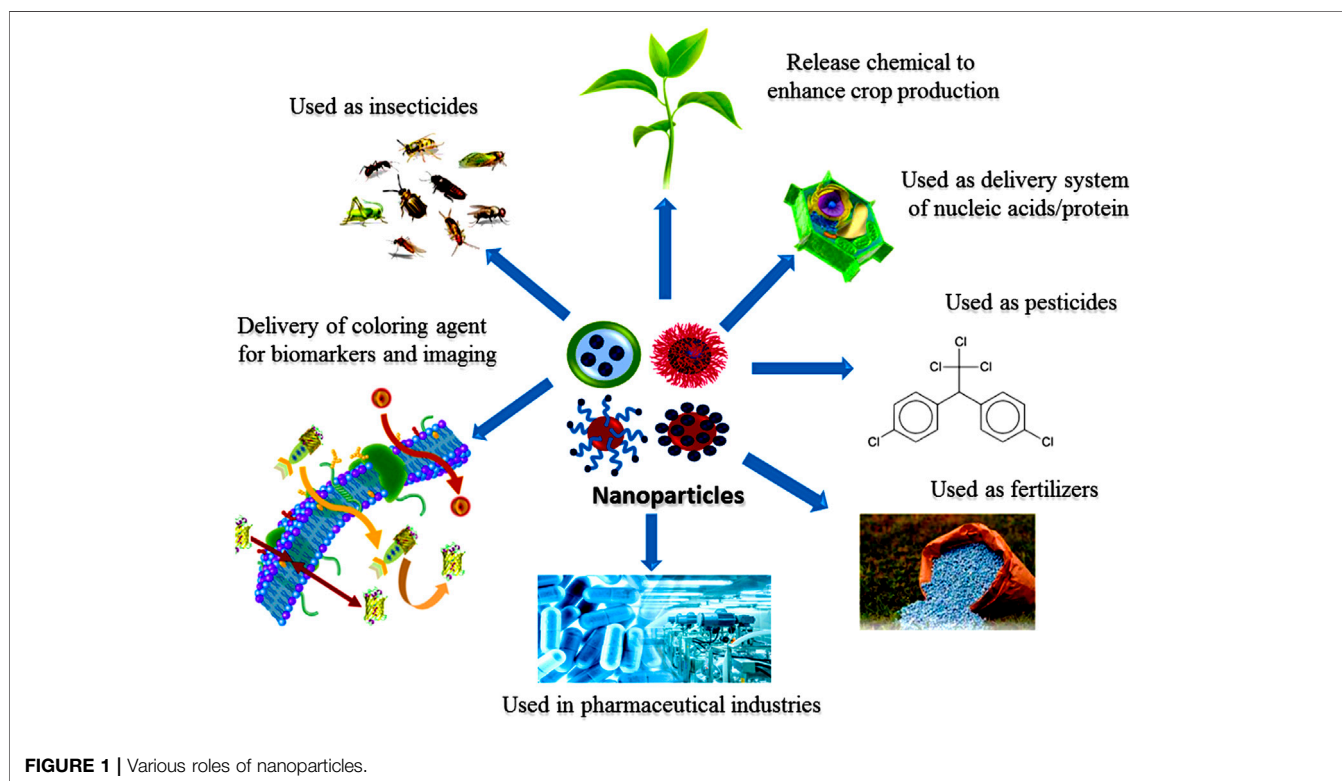 Release chemical to
enhance crop production
Used as insecticides
Used as delivery system
of nucleic acids/protein
Used as pesticides
Cl
Cl
Cl
Cl
Cl
Delivery of coloring agent
for biomarkers and imaging
Nanoparticles
Used as fertilizers
Used in pharmaceutical industries
FIGURE 1 | Various roles of nanoparticles.